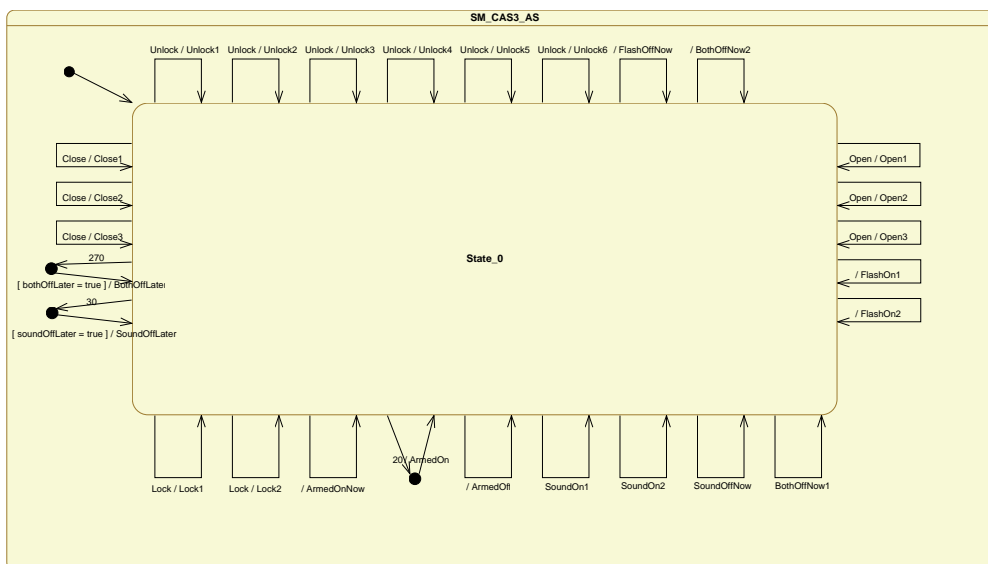 SM_CAS3_AS
Unlock / Unlock1
Unlock / Unlock2
Unlock / Unlock3
Unlock / Unlock4
Unlock / Unlock5
Unlock / Unlock6
/ FlashOffNow
/ BothOffNow2
Close / Close1
Open / Open1
Close / Close2
Open / Open2
Close / Close3
Open / Open3
State_0
270
/ FlashOn1
[ bothOffLater = true ] / BothOffLater
30
/ FlashOn2
[ soundOffLater = true ] / SoundOffLater
20 / ArmedOn
Lock / Lock1
Lock / Lock2
/ ArmedOnNow
/ ArmedOff
SoundOn1
SoundOn2
SoundOffNow
BothOffNow1